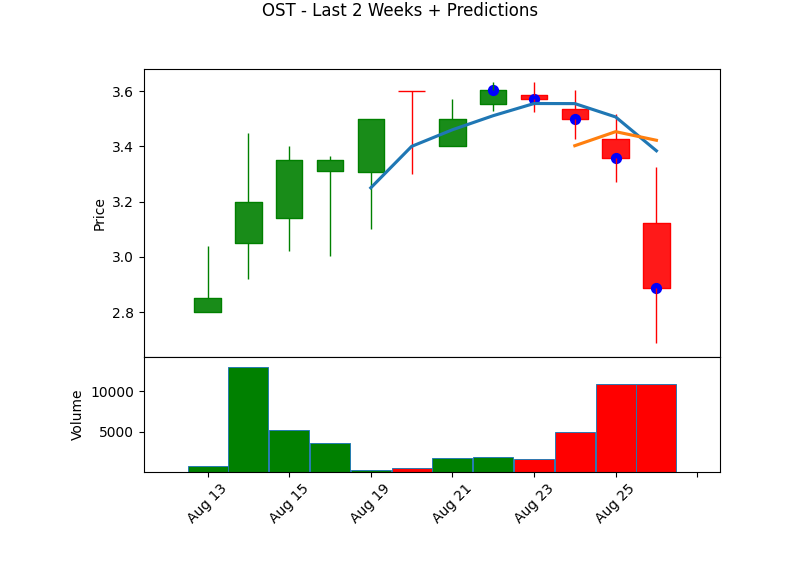 OST - Last 2 Weeks + Predictions
3.6
3.4
3.2
3.0
2.8
Price
10000
5000
Volume
Aug 13
Aug 15
Aug 19
Aug 21
Aug 23
Aug 25